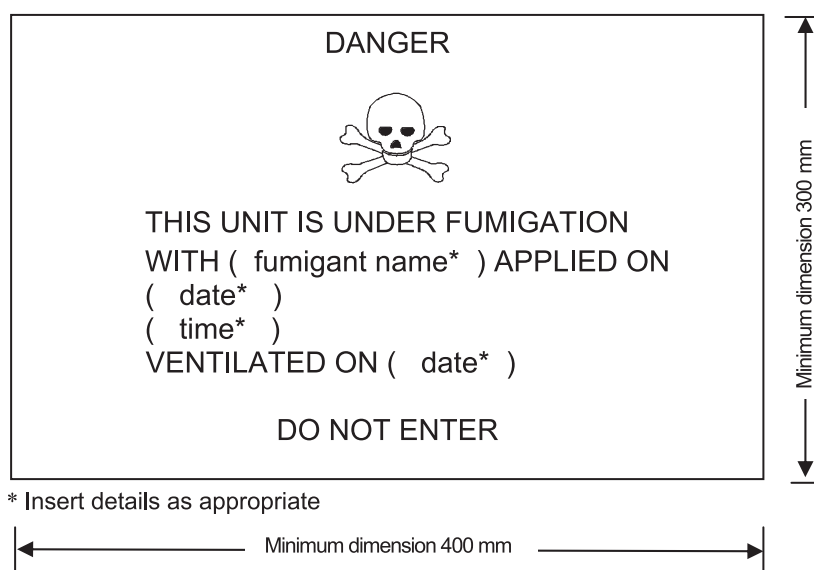 DANGER
THIS UNIT IS UNDER FUMIGATION
WITH ( fumigant name* ) APPLIED ON
( date* )
( time* )
VENTILATED ON ( date* )
DO NOT ENTER
* Insert details as appropriate
Minimum dimension 400 mm
Minimum dimension 300 mm